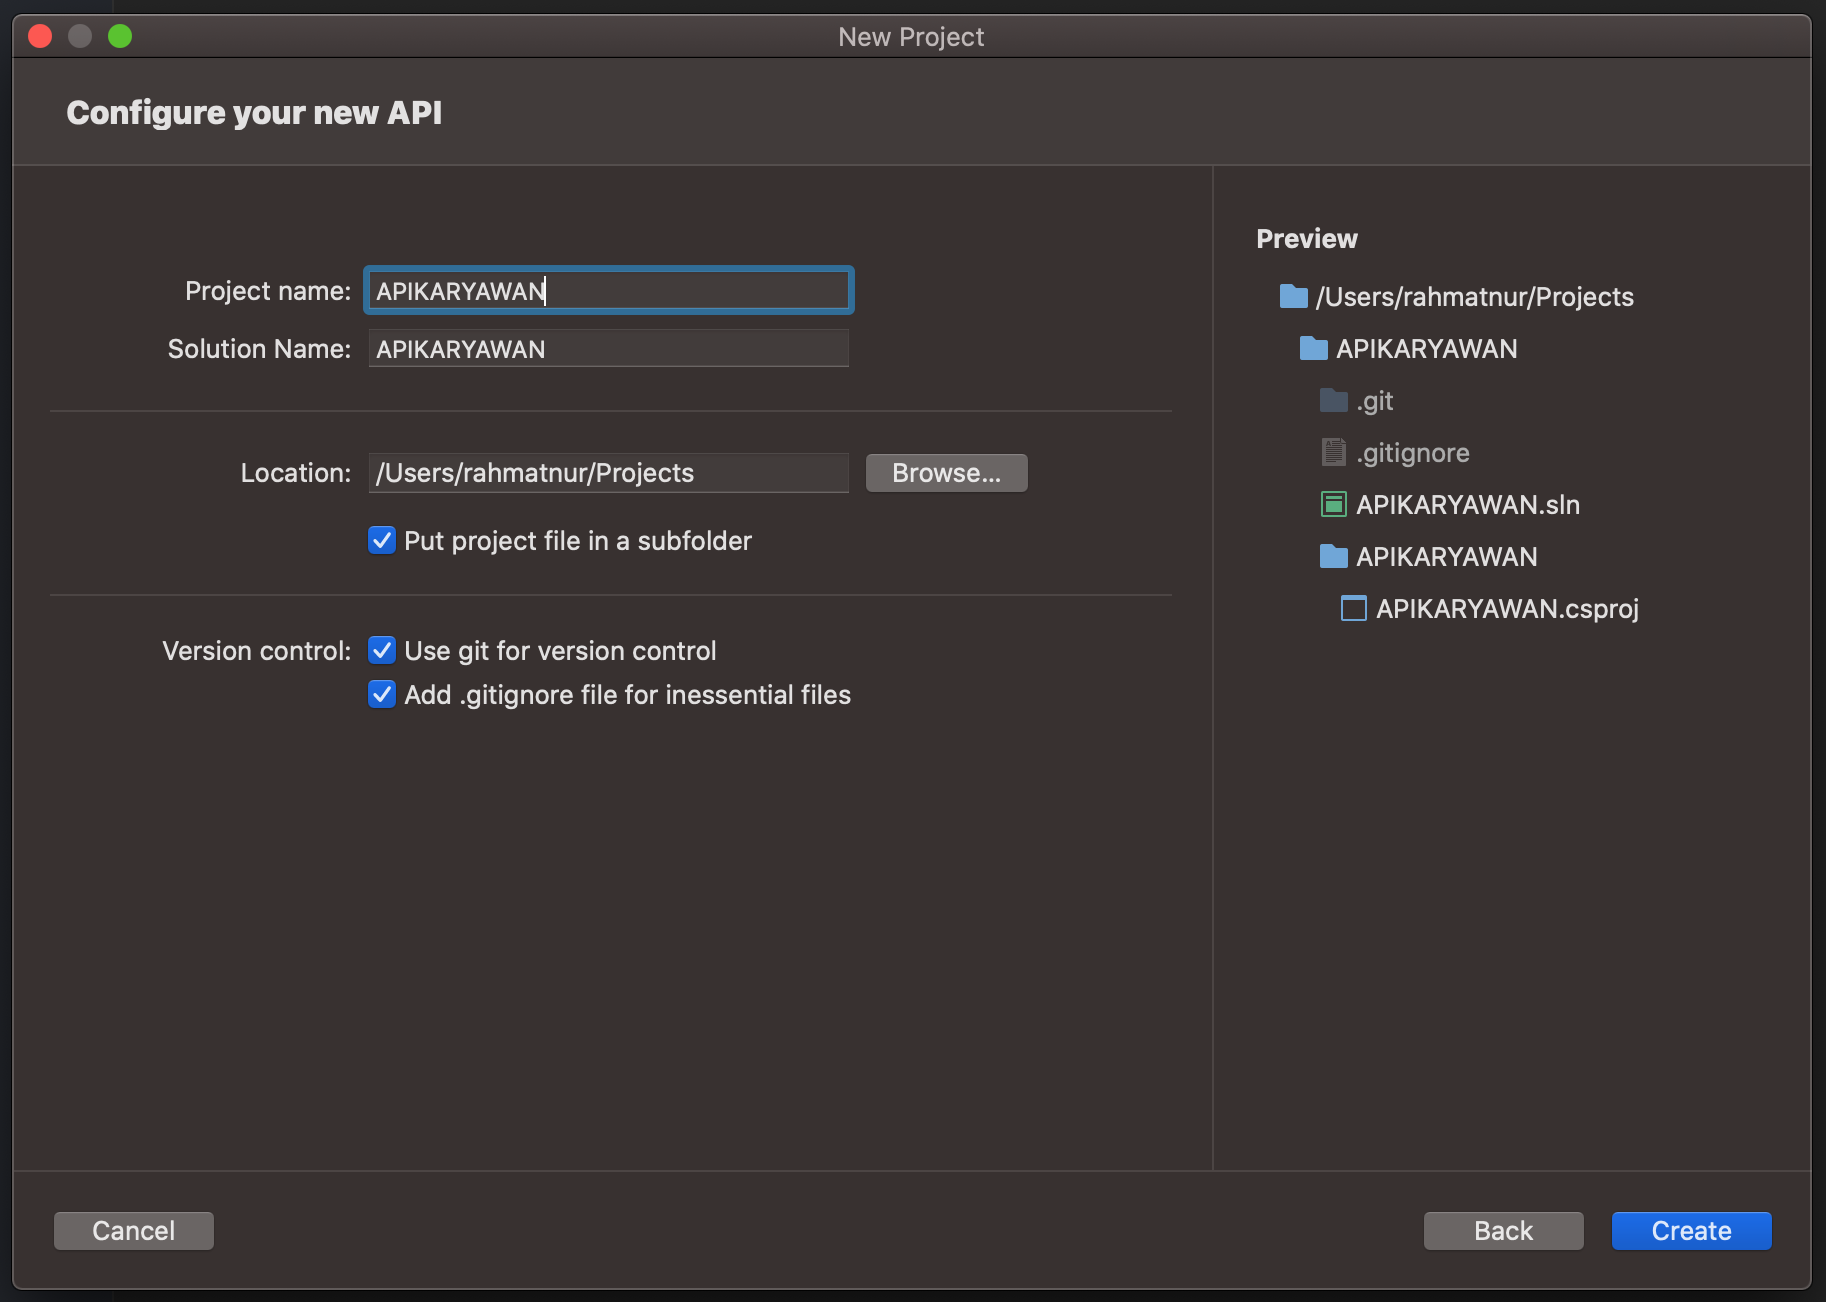 New Project
Configure your new API
Project name: APIKARYAWAN
Solution Name: APIKARYAWAN
Location: /Users/rahmatnur/Projects Browse...
Put project file in a subfolder
Version control: Use git for version control
Add .gitignore file for inessential files
Preview
/Users/rahmatnur/Projects
APIKARYAWAN
.git
.gitignore
APIKARYAWAN.sln
APIKARYAWAN
APIKARYAWAN.csproj
Cancel Back Create